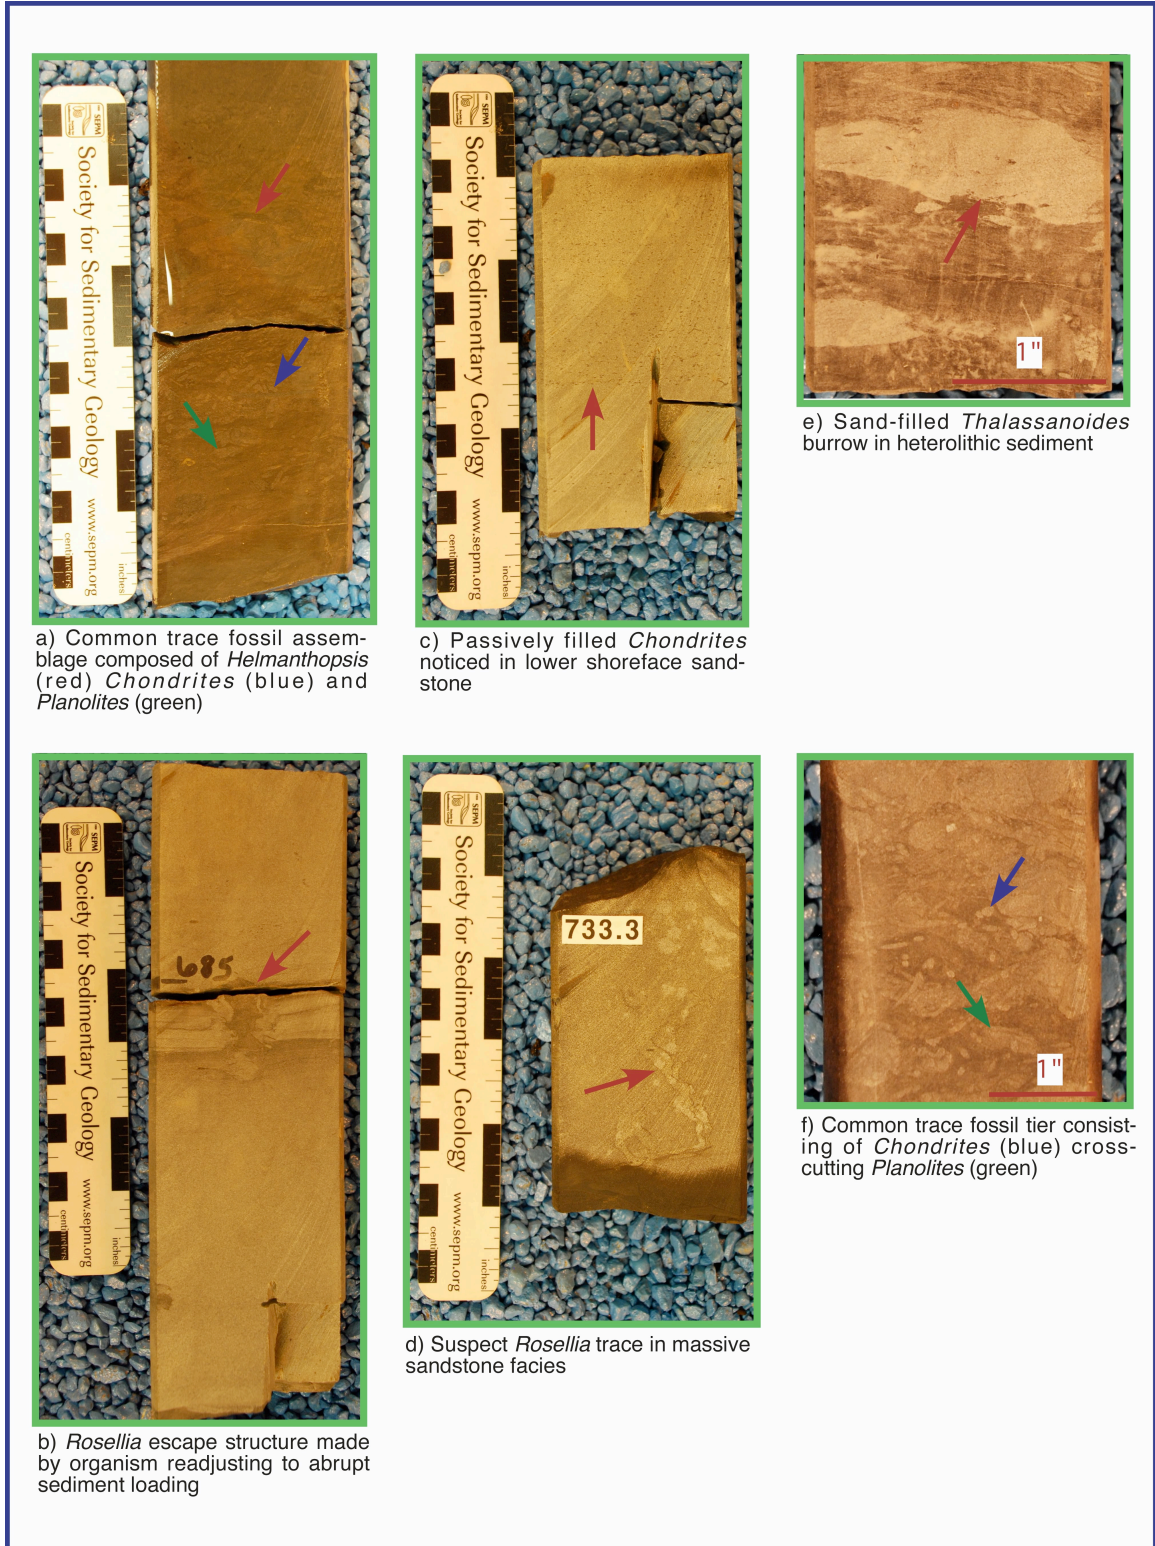 SEPM
Society for Sedimentary Geology www.sepm.org
centimeters
inches
a) Common trace fossil assem-
blage composed of Helmanthopsis
(red) Chondrites (blue) and
Planolites (green)
SEPM
Society for Sedimentary Geology www.sepm.org
centimeters
inches
c) Passively filled Chondrites
noticed in lower shoreface sand-
stone
1"
e) Sand-filled Thalassanoides
burrow in heterolithic sediment
SEPM
Society for Sedimentary Geology www.sepm.org
centimeters
inches
685
b) Rosellia escape structure made
by organism readjusting to abrupt
sediment loading
SEPM
Society for Sedimentary Geology www.sepm.org
centimeters
inches
733.3
d) Suspect Rosellia trace in massive
sandstone facies
1"
f) Common trace fossil tier consist-
ing of Chondrites (blue) cross-
cutting Planolites (green)